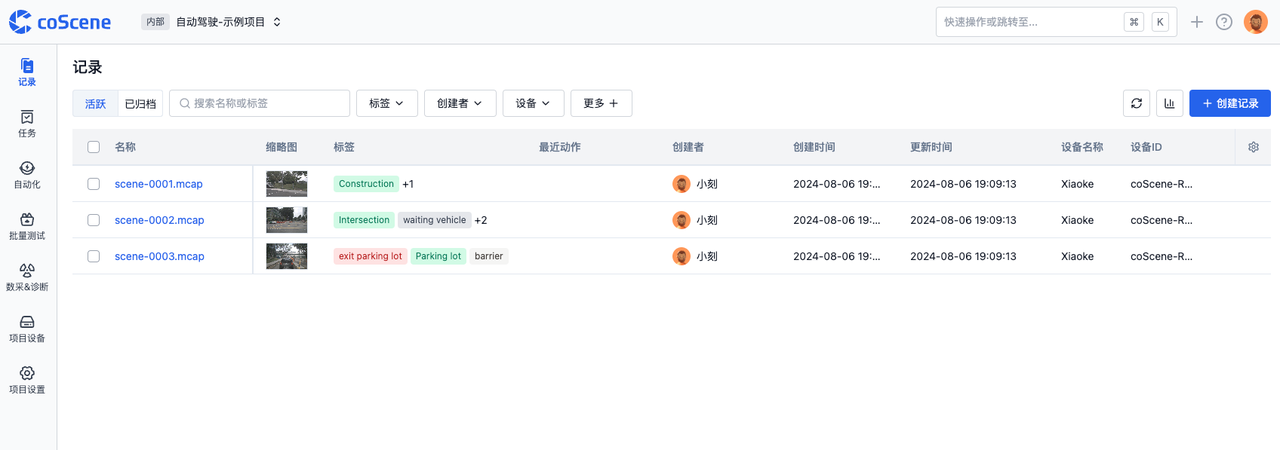 coScene 内部 自动驾驶-示例项目 快速操作或跳转至... ⌘ K
记录
任务
自动化
批量测试
数采&诊断
项目设备
项目设置
记录
活跃 已归档 搜索名称或标签 标签 创建者 设备 更多 + + 创建记录
名称 缩略图 标签 最近动作 创建者 创建时间 更新时间 设备名称 设备ID
scene-0001.mcap Construction +1 小刻 2024-08-06 19:... 2024-08-06 19:09:13 Xiaoke coScene-R...
scene-0002.mcap Intersection waiting vehicle +2 小刻 2024-08-06 19:... 2024-08-06 19:09:13 Xiaoke coScene-R...
scene-0003.mcap exit parking lot Parking lot barrier 小刻 2024-08-06 19:... 2024-08-06 19:09:13 Xiaoke coScene-R...